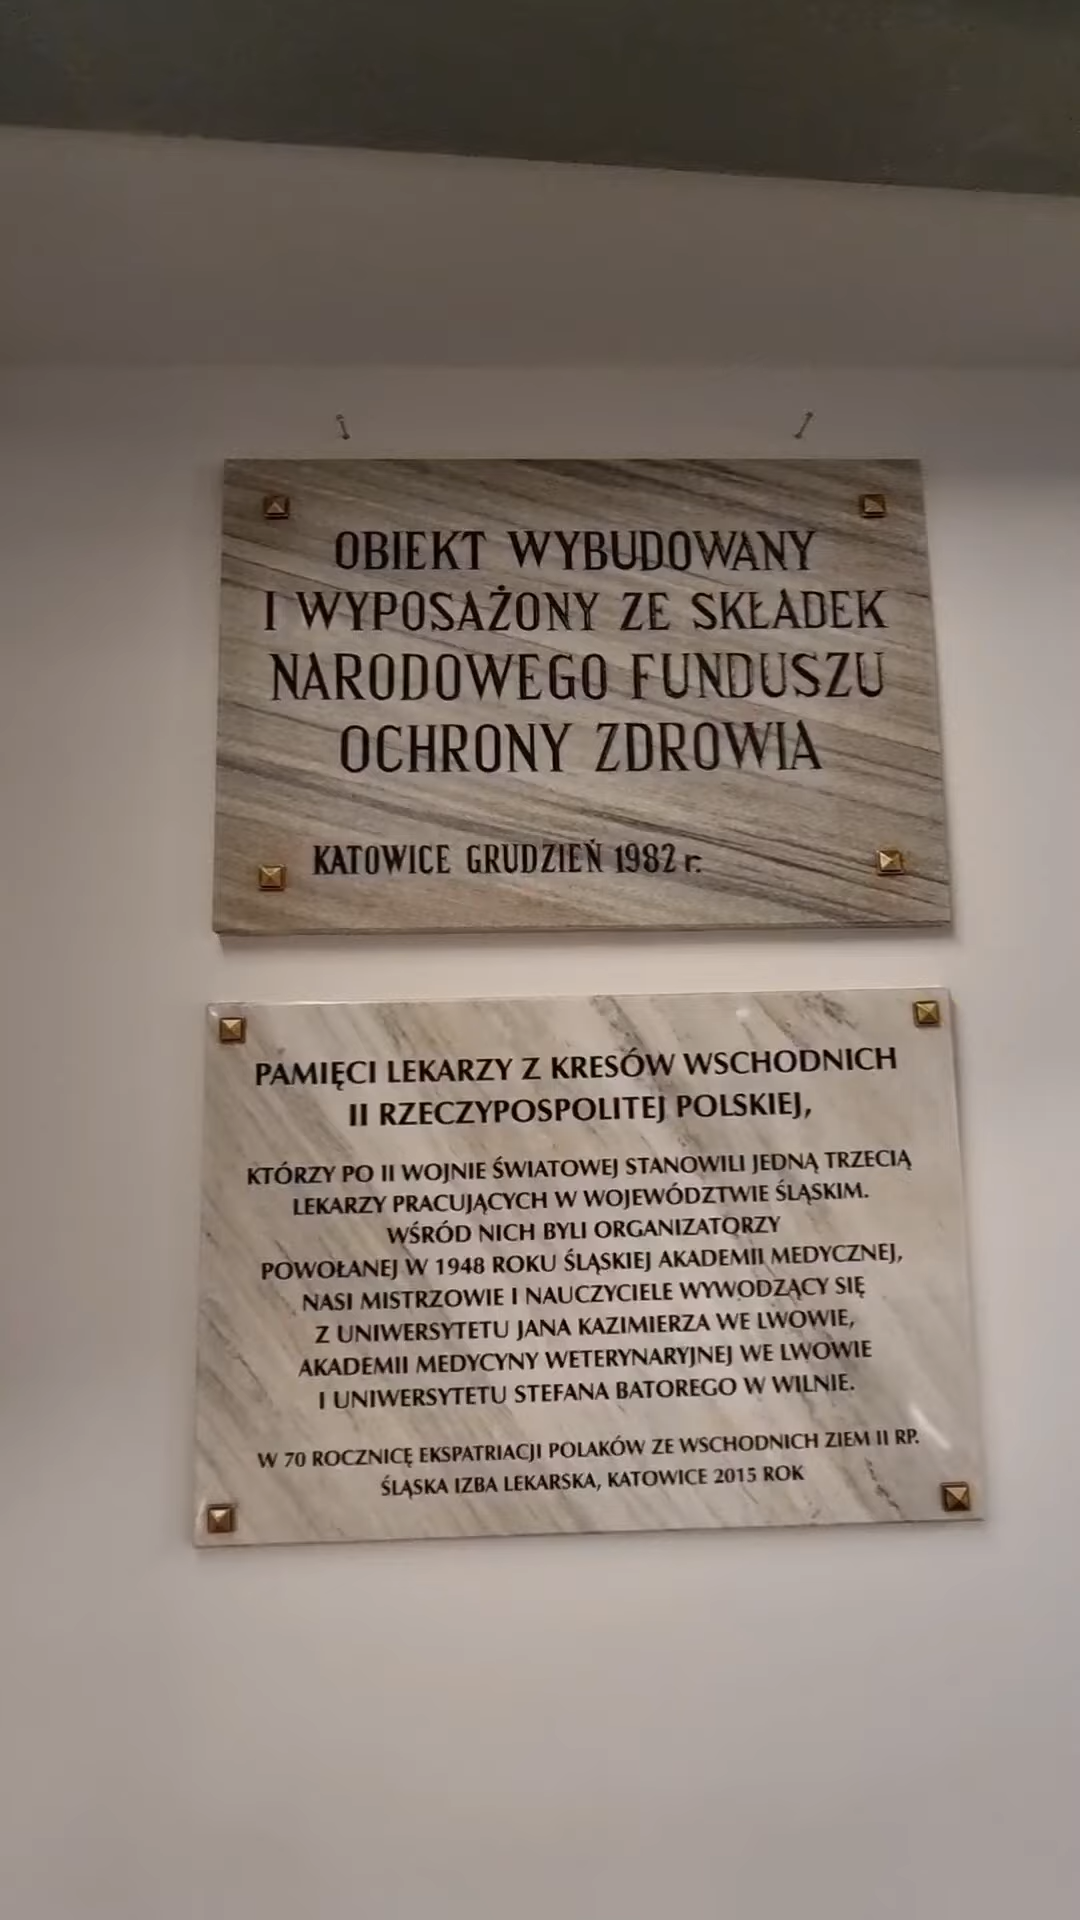 OBIEKT WYBUDOWANY
I WYPOSAŻONY ZE SKŁADEK
NARODOWEGO FUNDUSZU
OCHRONY ZDROWIA
KATOWICE GRUDZIEŃ 1982 r.
PAMIĘCI LEKARZY Z KRESÓW WSCHODNICH
II RZECZYPOSPOLITEJ POLSKIEJ,
KTÓRZY PO II WOJNIE ŚWIATOWEJ STANOWILI JEDNĄ TRZECIĄ
LEKARZY PRACUJĄCYCH W WOJEWÓDZTWIE ŚLĄSKIM.
WŚRÓD NICH BYLI ORGANIZATORZY
POWOŁANEJ W 1948 ROKU ŚLĄSKIEJ AKADEMII MEDYCZNEJ,
NASI MISTRZOWIE I NAUCZYCIELE WYWODZĄCY SIĘ
Z UNIWERSYTETU JANA KAZIMIERZA WE LWOWIE,
AKADEMII MEDYCYNY WETERYNARYJNEJ WE LWOWIE
I UNIWERSYTETU STEFANA BATOREGO W WILNIE.
W 70 ROCZNICĘ EKSPATRIACJI POLAKÓW ZE WSCHODNICH ZIEM II RP.
ŚLĄSKA IZBA LEKARSKA, KATOWICE 2015 ROK